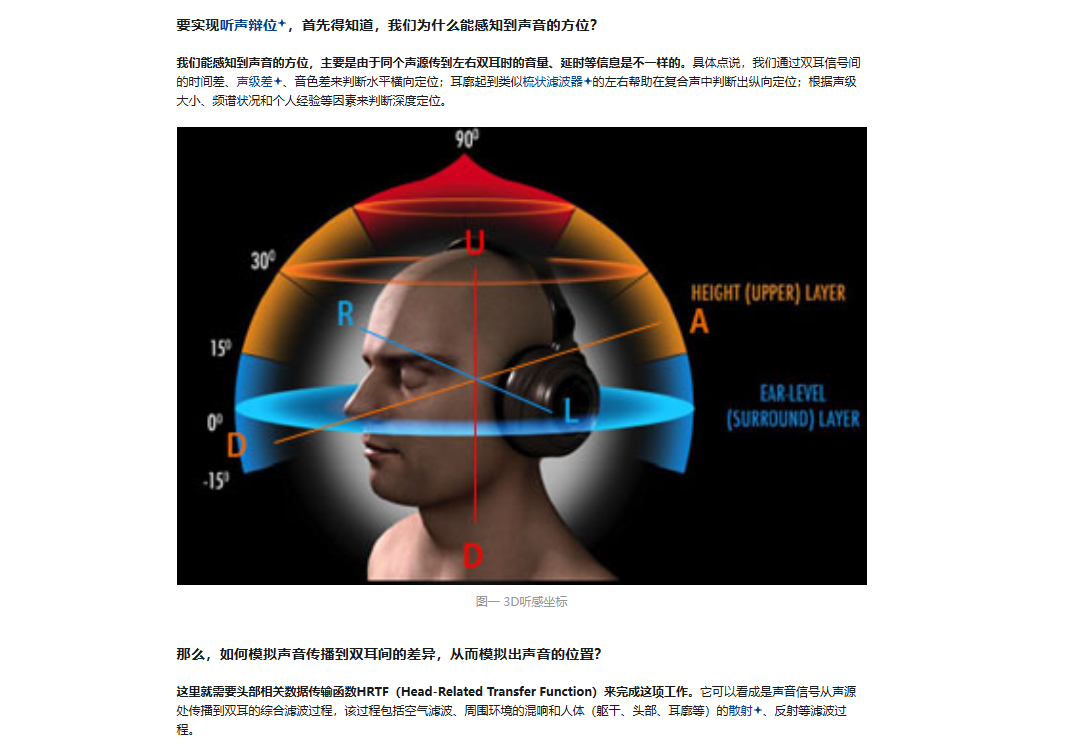 要实现听声辩位✦，首先得知道，我们为什么能感知到声音的方位？
我们能感知到声音的方位，主要是由于同个声源传到左右双耳时的音量、延时等信息是不一样的。具体点说，我们通过双耳信号间
的时间差、声级差✦、音色差来判断水平横向定位；耳廓起到类似梳状滤波器✦的左右帮助在复合声中判断出纵向定位；根据声级
大小、频谱状况和个人经验等因素来判断深度定位。
90⁰
U
30⁰
HEIGHT (UPPER) LAYER
R
A
15⁰
EAR-LEVEL
(SURROUND) LAYER
L
0⁰
D
-15⁰
D
图一 3D听感坐标
那么，如何模拟声音传播到双耳间的差异，从而模拟出声音的位置？
这里就需要头部相关数据传输函数HRTF（Head-Related Transfer Function）来完成这项工作。它可以看成是声音信号从声源
处传播到双耳的综合滤波过程，该过程包括空气滤波、周围环境的混响和人体（躯干、头部、耳廓等）的散射✦、反射等滤波过
程。